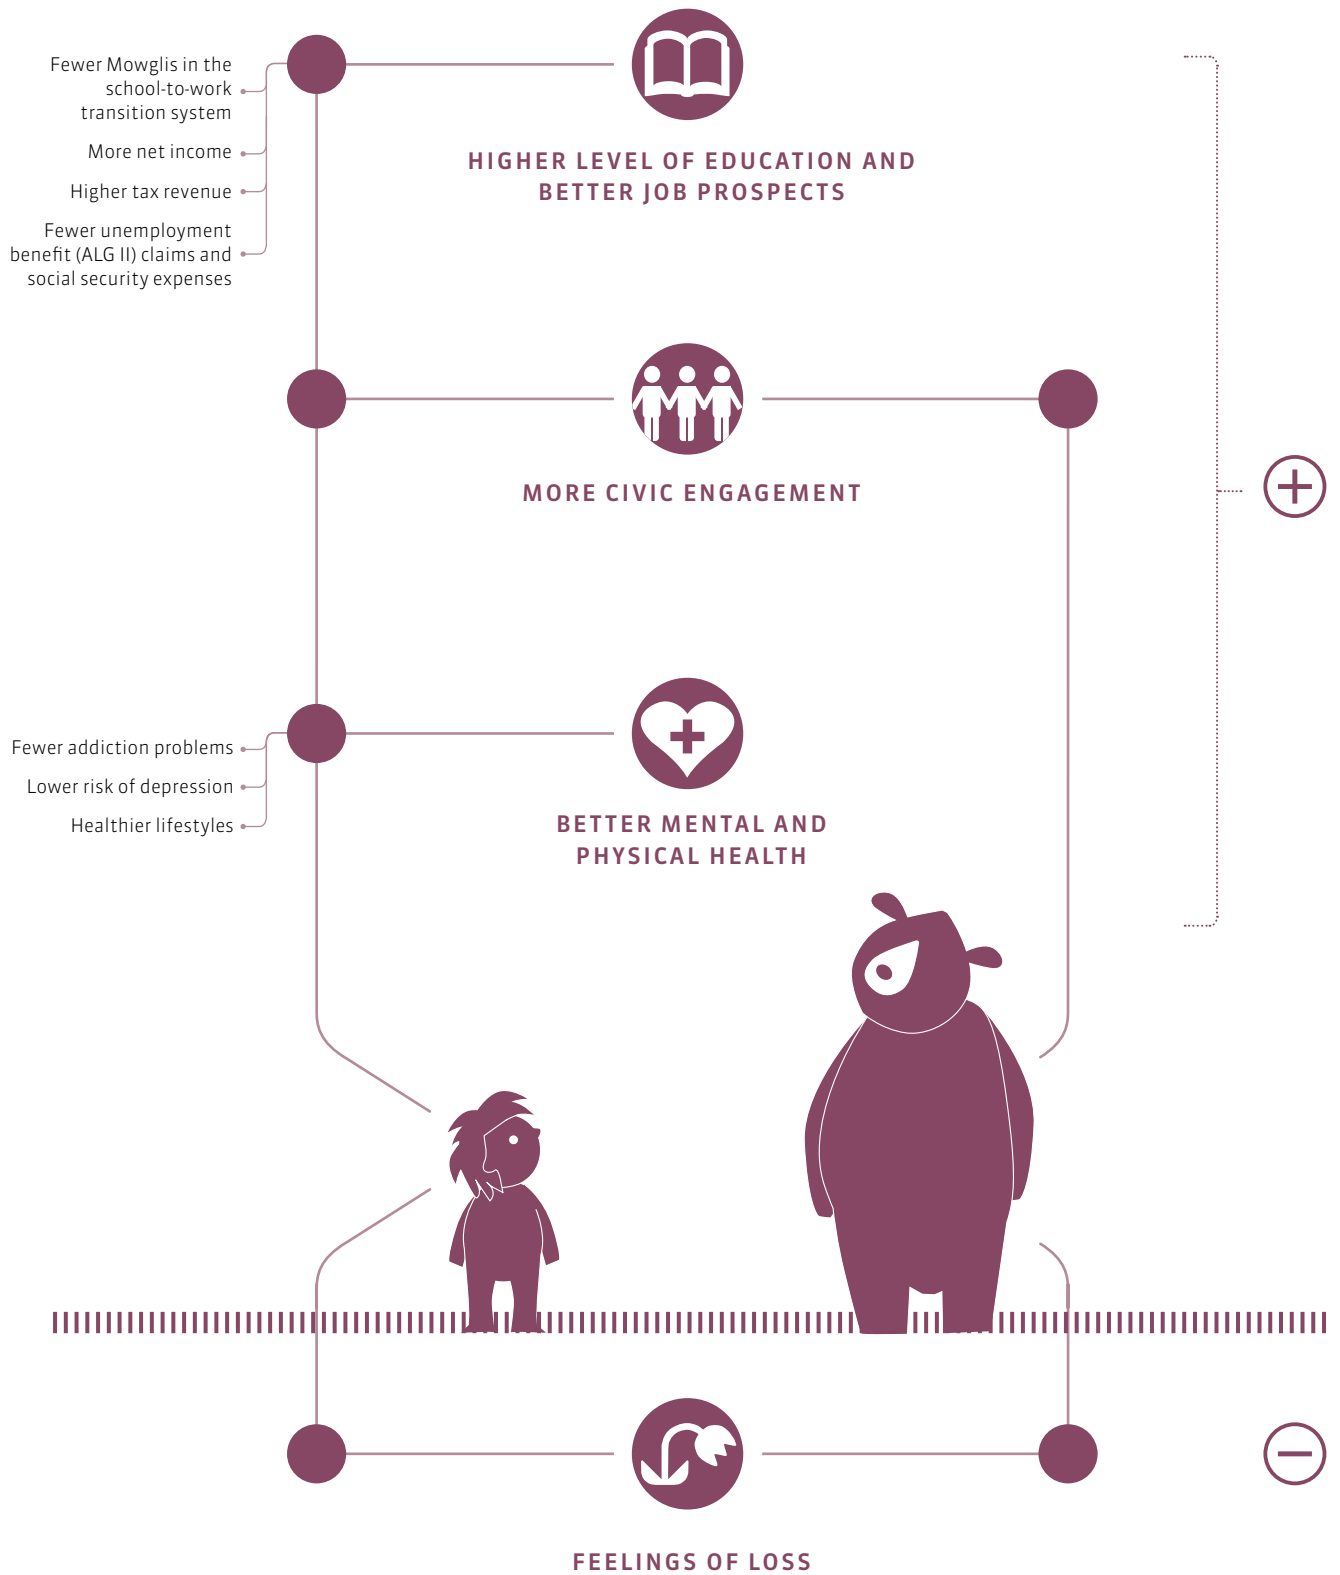 Fewer Mowglis in the
school-to-work
transition system
More net income
Higher tax revenue
Fewer unemployment
benefit (ALG II) claims and
social security expenses
HIGHER LEVEL OF EDUCATION AND
BETTER JOB PROSPECTS
MORE CIVIC ENGAGEMENT
Fewer addiction problems
Lower risk of depression
Healthier lifestyles
BETTER MENTAL AND
PHYSICAL HEALTH
FEELINGS OF LOSS